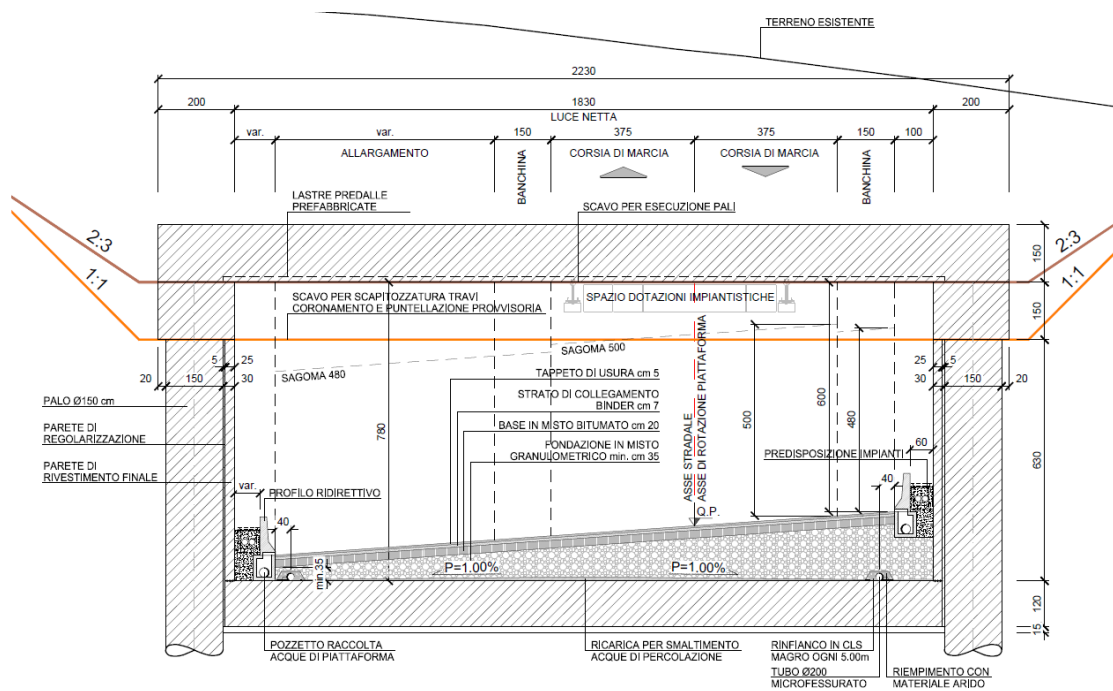 TERRENO ESISTENTE
2230
200
1830
200
LUCE NETTA
var.
var.
150
375
375
150
100
ALLARGAMENTO
BANCHINA
CORSIA DI MARCIA
CORSIA DI MARCIA
BANCHINA
LASTRE PREDALLE
PREFABBRICATE
SCAVO PER ESECUZIONE PALI
2:3
1:1
2:3
1:1
150
SCAVO PER SCAPITOZZATURA TRAVI
CORONAMENTO E PUNTELLAZIONE PROVVISORIA
SPAZIO DOTAZIONI IMPIANTISTICHE
150
SAGOMA 500
SAGOMA 480
5
25
20
150
30
25
5
30
150
20
TAPPETO DI USURA cm 5
STRATO DI COLLEGAMENTO
BINDER cm 7
BASE IN MISTO BITUMATO cm 20
FONDAZIONE IN MISTO
GRANULOMETRICO min. cm 35
ASSE STRADALE
ASSE DI ROTAZIONE PIATTAFORMA
Q.P.
780
500
600
480
630
PALO Ø150 cm
PARETE DI
REGOLARIZZAZIONE
PARETE DI
RIVESTIMENTO FINALE
PREDISPOSIZIONE IMPIANTI
60
40
var.
PROFILO RIDIRETTIVO
40
min.35
P=1.00%
P=1.00%
120
15
POZZETTO RACCOLTA
ACQUE DI PIATTAFORMA
RICARICA PER SMALTIMENTO
ACQUE DI PERCOLAZIONE
RINFIANCO IN CLS
MAGRO OGNI 5.00m
TUBO Ø200
MICROFESSURATO
RIEMPIMENTO CON
MATERIALE ARIDO